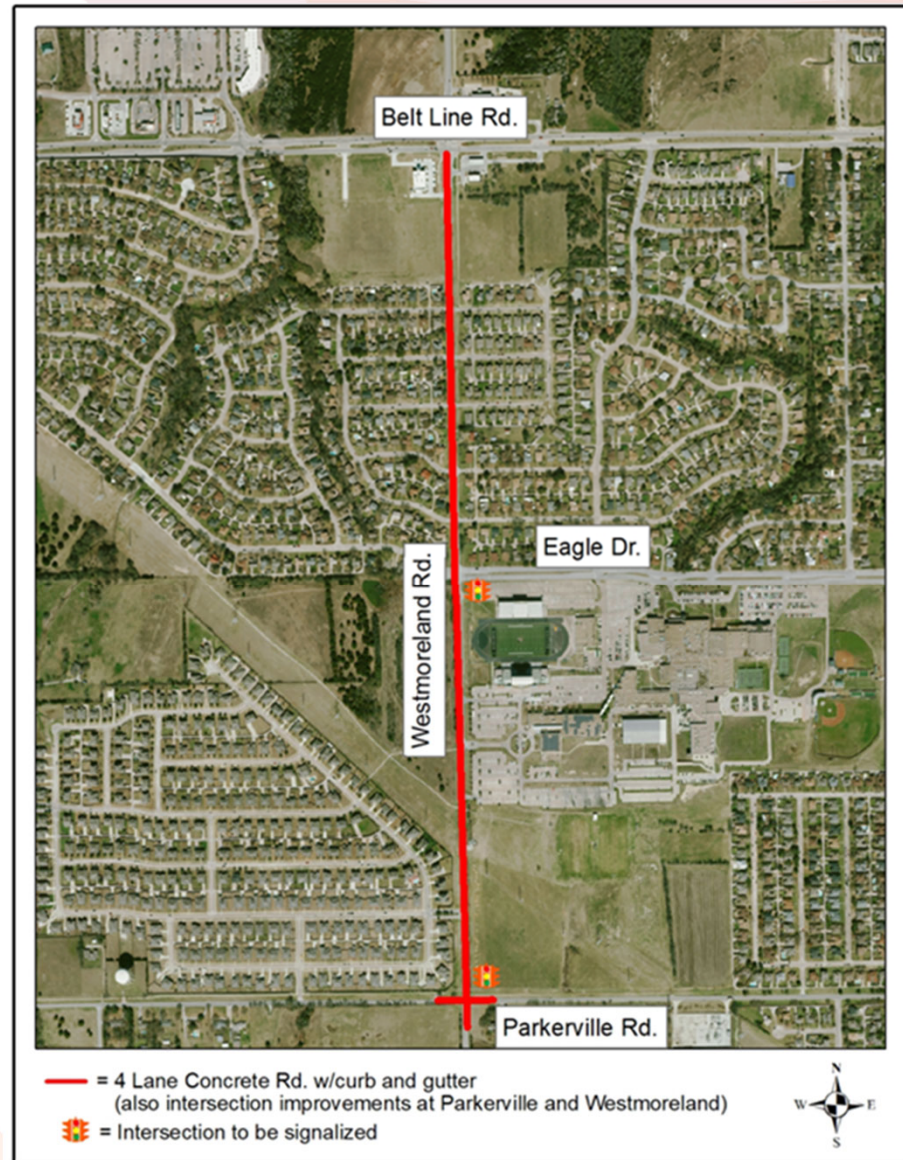 Belt Line Rd.
Eagle Dr.
Westmoreland Rd.
Parkerville Rd.
= 4 Lane Concrete Rd. w/curb and gutter
(also intersection improvements at Parkerville and Westmoreland)
= Intersection to be signalized
N
W E
S